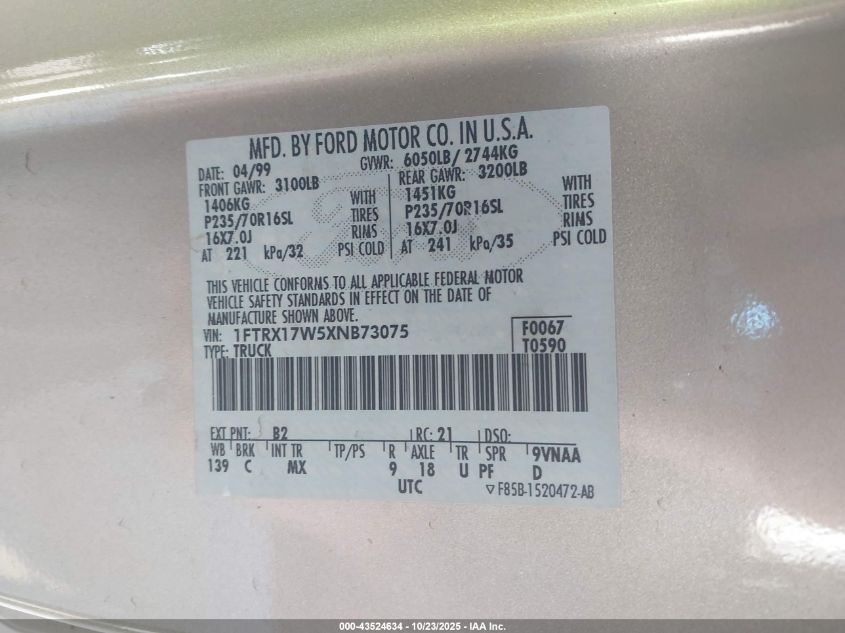 MFD. BY FORD MOTOR CO. IN U.S.A.
DATE: 04/99 GVWR: 6050LB/ 2744KG
FRONT GAWR: 3100LB REAR GAWR: 3200LB
1406KG WITH 1451KG WITH
P235/70R16SL TIRES P235/70R16SL TIRES
16X7.0J RIMS 16X7.0J RIMS
AT 221 kPa/32 PSI COLD AT 241 kPa/35 PSI COLD
THIS VEHICLE CONFORMS TO ALL APPLICABLE FEDERAL MOTOR
VEHICLE SAFETY STANDARDS IN EFFECT ON THE DATE OF
MANUFACTURE SHOWN ABOVE.
VIN: 1FTRX17W5XNB73075 F0067
TYPE: TRUCK T0590
EXT PNT: B2 RC: 21 DSO:
WB BRK INT TR TP/PS R AXLE TR SPR 9VNAA
139 C MX 9 18 U PF D
UTC ▽F85B-1520472-AB
000-43524634 - 10/23/2025 - IAA Inc.